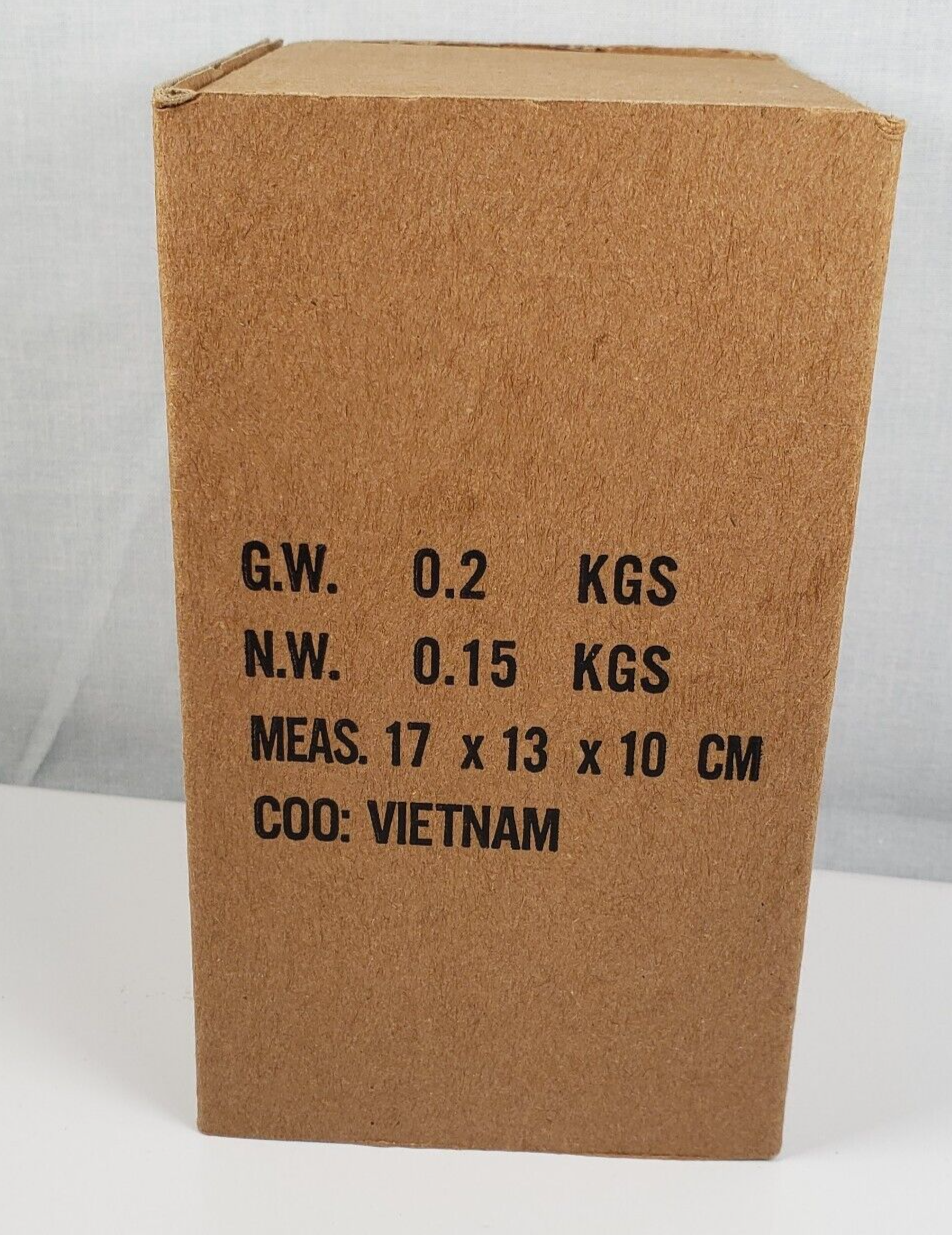 G.W. 0.2 KGS
N.W. 0.15 KGS
MEAS. 17 x 13 x 10 CM
COO: VIETNAM